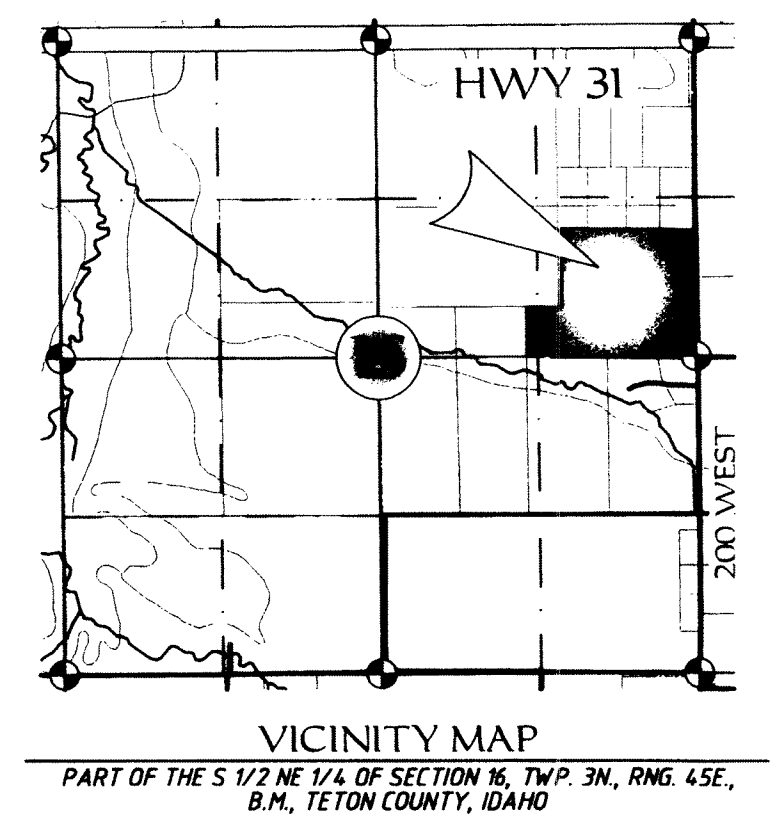 HWY 31
200 WEST
VICINITY MAP
PART OF THE S 1/2 NE 1/4 OF SECTION 16, TWP. 3N., RNG. 45E.,
B.M., TETON COUNTY, IDAHO